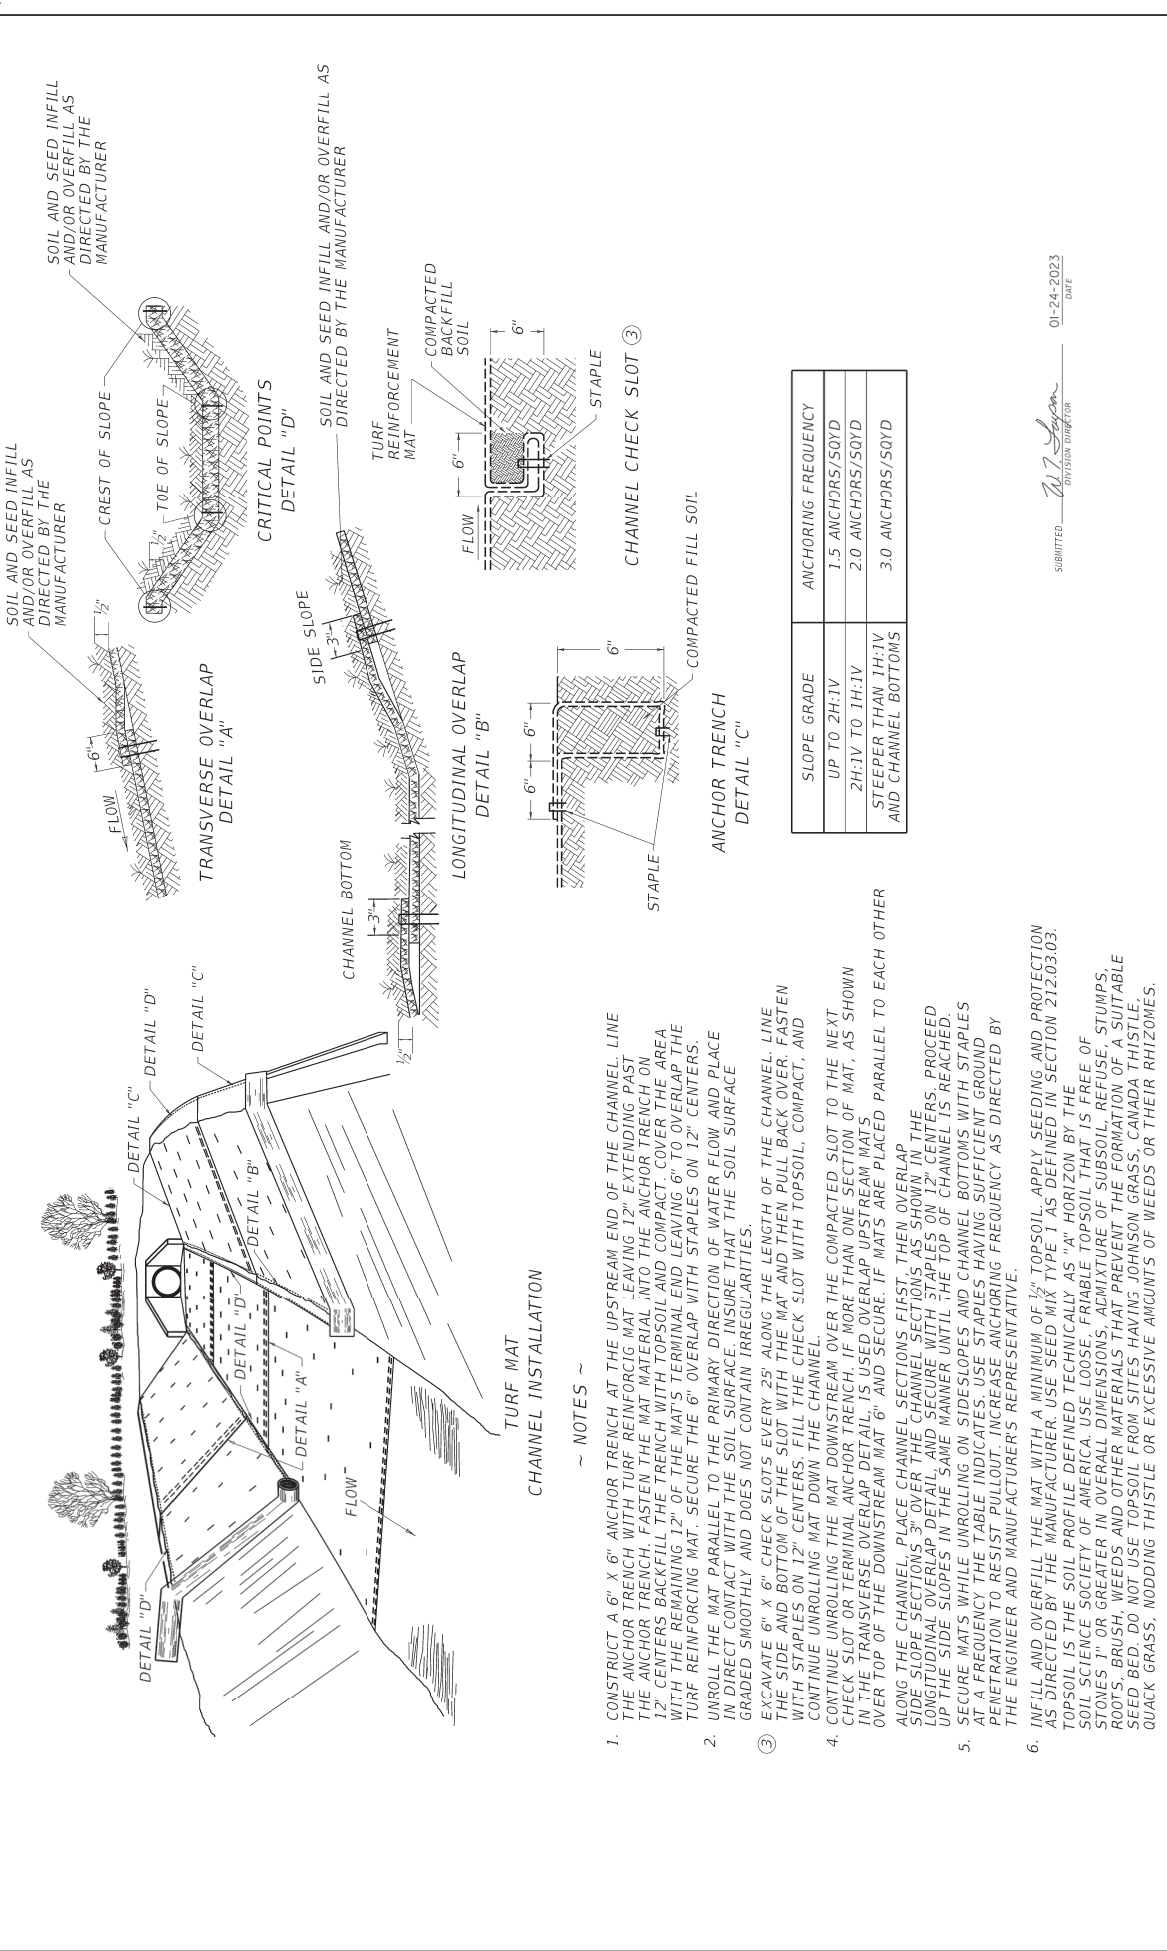 SOIL AND SEED INFILL
AND/OR OVERFILL AS
DIRECTED BY THE
MANUFACTURER
SOIL AND SEED INFILL
AND/OR OVERFILL AS
DIRECTED BY THE
MANUFACTURER
6"
1/2"
FLOW
TRANSVERSE OVERLAP
DETAIL "A"
CREST OF SLOPE
TOE OF SLOPE
1/2"
CRITICAL POINTS
DETAIL "D"
SOIL AND SEED INFILL AND/OR OVERFILL AS
DIRECTED BY THE MANUFACTURER
SIDE SLOPE
3"
CHANNEL BOTTOM
3"
1/2"
LONGITUDINAL OVERLAP
DETAIL "B"
TURF
REINFORCEMENT
MAT
COMPACTED
BACKFILL
SOIL
6"
6"
FLOW
STAPLE
CHANNEL CHECK SLOT 3
6"
6"
6"
STAPLE
COMPACTED FILL SOIL
ANCHOR TRENCH
DETAIL "C"
DETAIL "D"
DETAIL "C"
DETAIL "D"
DETAIL "C"
DETAIL "B"
DETAIL "D"
DETAIL "A"
FLOW
TURF MAT
CHANNEL INSTALLATION
~ NOTES ~
1. CONSTRUCT A 6" X 6" ANCHOR TRENCH AT THE UPSTREAM END OF THE CHANNEL. LINE
THE ANCHOR TRENCH WITH TURF REINFORCIG MAT LEAVING 12" EXTENDING PAST
THE ANCHOR TRENCH. FASTEN THE MAT MATERIAL INTO THE ANCHOR TRENCH ON
12" CENTERS BACKFILL THE TRENCH WITH TOPSOIL AND COMPACT. COVER THE AREA
WITH THE REMAINING 12" OF THE MAT'S TERMINAL END LEAVING 6" TO OVERLAP THE
TURF REINFORCING MAT. SECURE THE 6" OVERLAP WITH STAPLES ON 12" CENTERS.
2. UNROLL THE MAT PARALLEL TO THE PRIMARY DIRECTION OF WATER FLOW AND PLACE
IN DIRECT CONTACT WITH THE SOIL SURFACE. INSURE THAT THE SOIL SURFACE
GRADED SMOOTHLY AND DOES NOT CONTAIN IRREGULARITIES.
3 EXCAVATE 6" X 6" CHECK SLOTS EVERY 25' ALONG THE LENGTH OF THE CHANNEL. LINE
THE SIDE AND BOTTOM OF THE SLOT WITH THE MAT AND THEN PULL BACK OVER. FASTEN
WITH STAPLES ON 12" CENTERS. FILL THE CHECK SLOT WITH TOPSOIL, COMPACT, AND
CONTINUE UNROLLING MAT DOWN THE CHANNEL.
4. CONTINUE UNROLLING THE MAT DOWNSTREAM OVER THE COMPACTED SLOT TO THE NEXT
CHECK SLOT OR TERMINAL ANCHOR TRENCH. IF MORE THAN ONE SECTION OF MAT, AS SHOWN
IN THE TRANSVERSE OVERLAP DETAIL, IS USED OVERLAP UPSTREAM MATS
OVER TOP OF THE DOWNSTREAM MAT 6" AND SECURE. IF MATS ARE PLACED PARALLEL TO EACH OTHER
ALONG THE CHANNEL, PLACE CHANNEL SECTIONS FIRST, THEN OVERLAP
SIDE SLOPE SECTIONS 3" OVER THE CHANNEL SECTIONS AS SHOWN IN THE
LONGITUDINAL OVERLAP DETAIL, AND SECURE WITH STAPLES ON 12" CENTERS. PROCEED
UP THE SIDE SLOPES IN THE SAME MANNER UNTIL THE TOP OF CHANNEL IS REACHED.
5. SECURE MATS WHILE UNROLLING ON SIDESLOPES AND CHANNEL BOTTOMS WITH STAPLES
AT A FREQUENCY THE TABLE INDICATES. USE STAPLES HAVING SUFFICIENT GROUND
PENETRATION TO RESIST PULLOUT. INCREASE ANCHORING FREQUENCY AS DIRECTED BY
THE ENGINEER AND MANUFACTURER'S REPRESENTATIVE.
6. INFILL AND OVERFILL THE MAT WITH A MINIMUM OF 1/2" TOPSOIL. APPLY SEEDING AND PROTECTION
AS DIRECTED BY THE MANUFACTURER. USE SEED MIX TYPE 1 AS DEFINED IN SECTION 212.03.03.
TOPSOIL IS THE SOIL PROFILE DEFINED TECHNICALLY AS "A" HORIZON BY THE
SOIL SCIENCE SOCIETY OF AMERICA. USE LOOSE, FRIABLE TOPSOIL THAT IS FREE OF
STONES 1" OR GREATER IN OVERALL DIMENSIONS, ADMIXTURE OF SUBSOIL, REFUSE, STUMPS,
ROOTS, BRUSH, WEEDS AND OTHER MATERIALS THAT PREVENT THE FORMATION OF A SUITABLE
SEED BED. DO NOT USE TOPSOIL FROM SITES HAVING JOHNSON GRASS, CANADA THISTLE,
QUACK GRASS, NODDING THISTLE OR EXCESSIVE AMOUNTS OF WEEDS OR THEIR RHIZOMES.
SLOPE GRADE ANCHORING FREQUENCY
UP TO 2H:1V 1.5 ANCHORS/SQYD
2H:1V TO 1H:1V 2.0 ANCHORS/SQYD
STEEPER THAN 1H:1V
AND CHANNEL BOTTOMS 3.0 ANCHORS/SQYD
SUBMITTED 01-24-2023
DIVISION DIRECTOR DATE